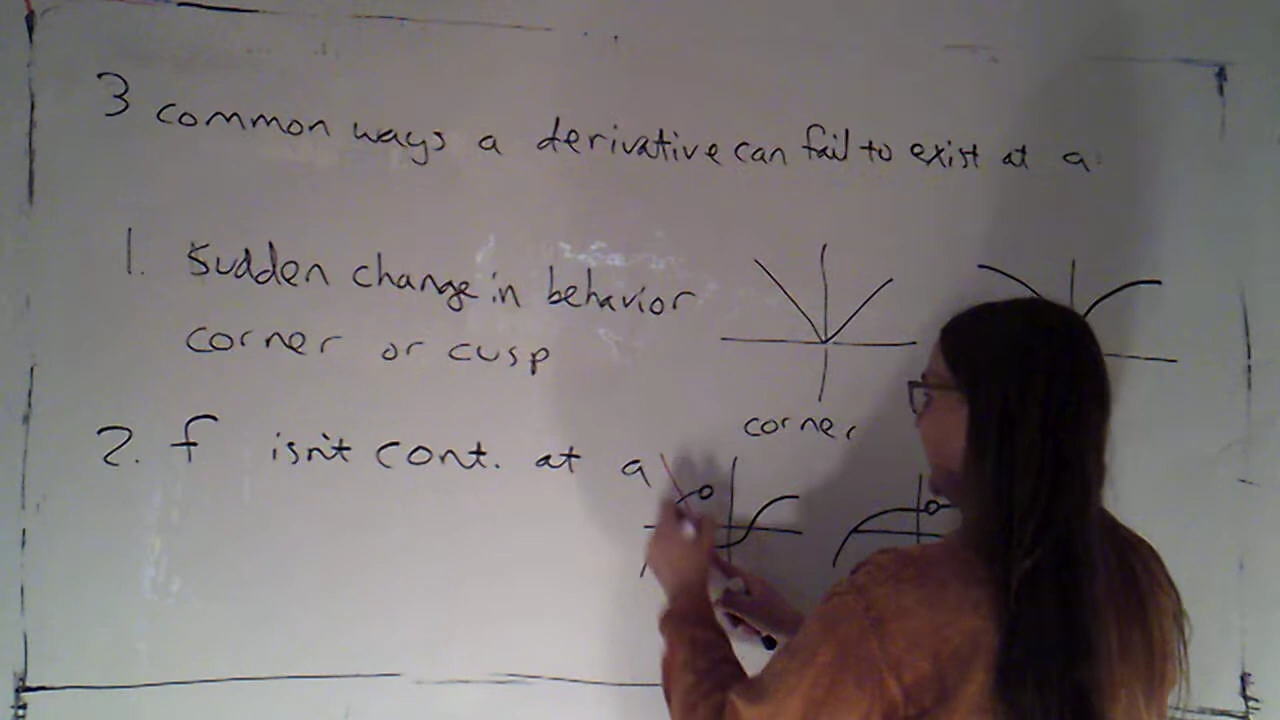 3 common ways a derivative can fail to exist at a.
1. Sudden change in behavior
corner or cusp
corner
2. f isn't cont. at a